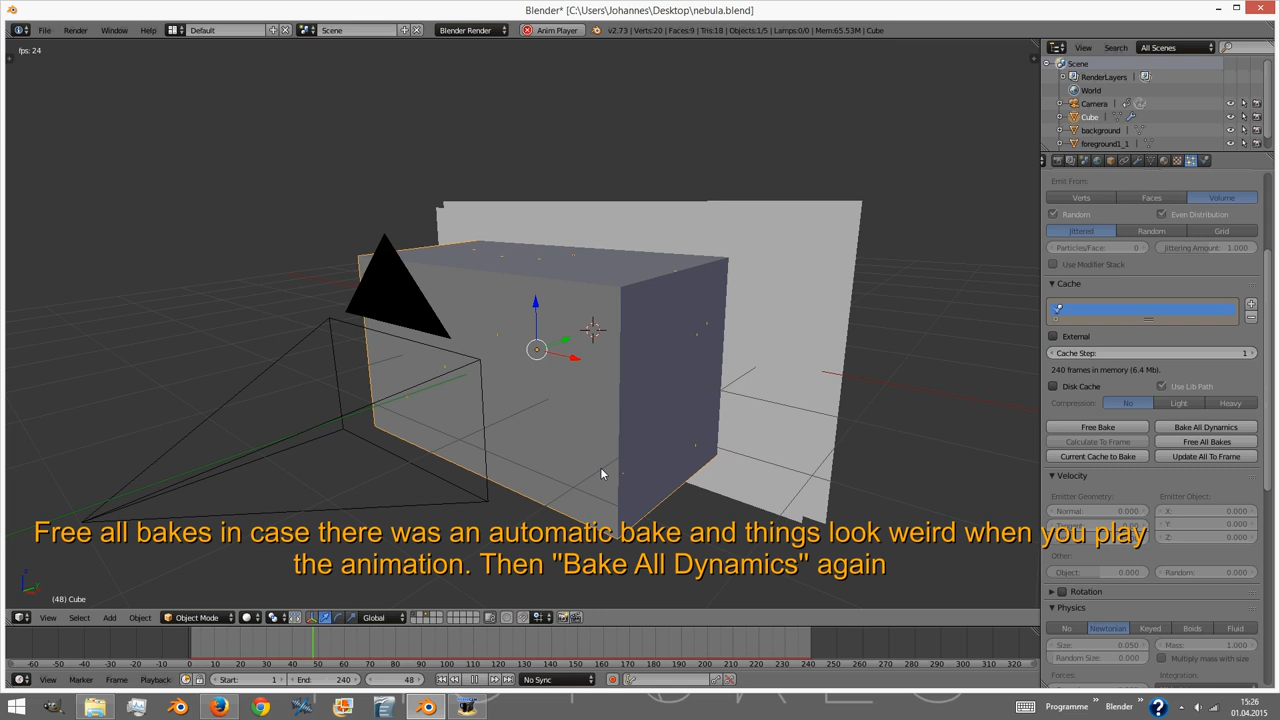 Blender* [C:\Users\Johannes\Desktop\nebula.blend]
File Render Window Help Default Scene Blender Render Anim Player v2.73 | Verts:20 | Faces:9 | Tris:18 | Objects:1/5 | Lamps:0/0 | Mem:65.53M | Cube
fps: 24
View Search All Scenes
Scene
RenderLayers
World
Camera
Cube
background
foreground1_1
Emit From:
Verts Faces Volume
Random Even Distribution
Jittered Random Grid
Particles/Face: 0 Jittering Amount: 1.000
Use Modifier Stack
Cache
External
Cache Step: 1
240 frames in memory (6.4 Mb).
Disk Cache Use Lib Path
Compression: No Light Heavy
Free Bake Bake All Dynamics
Calculate To Frame Free All Bakes
Current Cache to Bake Update All To Frame
Velocity
Emitter Geometry: Emitter Object:
Normal: 0.000 X: 0.000
Y: 0.000
Z: 0.000
Other:
Object: 0.000 Random: 0.000
Rotation
Physics
No Newtonian Keyed Boids Fluid
Size: 0.050 Mass: 1.000
Random Size: 0.000 Multiply mass with size
Integration:
Free all bakes in case there was an automatic bake and things look weird when you play
the animation. Then "Bake All Dynamics" again
(48) Cube
View Select Add Object Object Mode Global
-60 -50 -40 -30 -20 -10 0 10 20 30 40 50 60 70 80 90 100 110 120 130 140 150 160 170 180 190 200 210 220 230 240 250 260 270 280 290 300 310 320
View Marker Frame Playback Start: 1 End: 240 48 No Sync
Programme Blender 15:26
01.04.2015